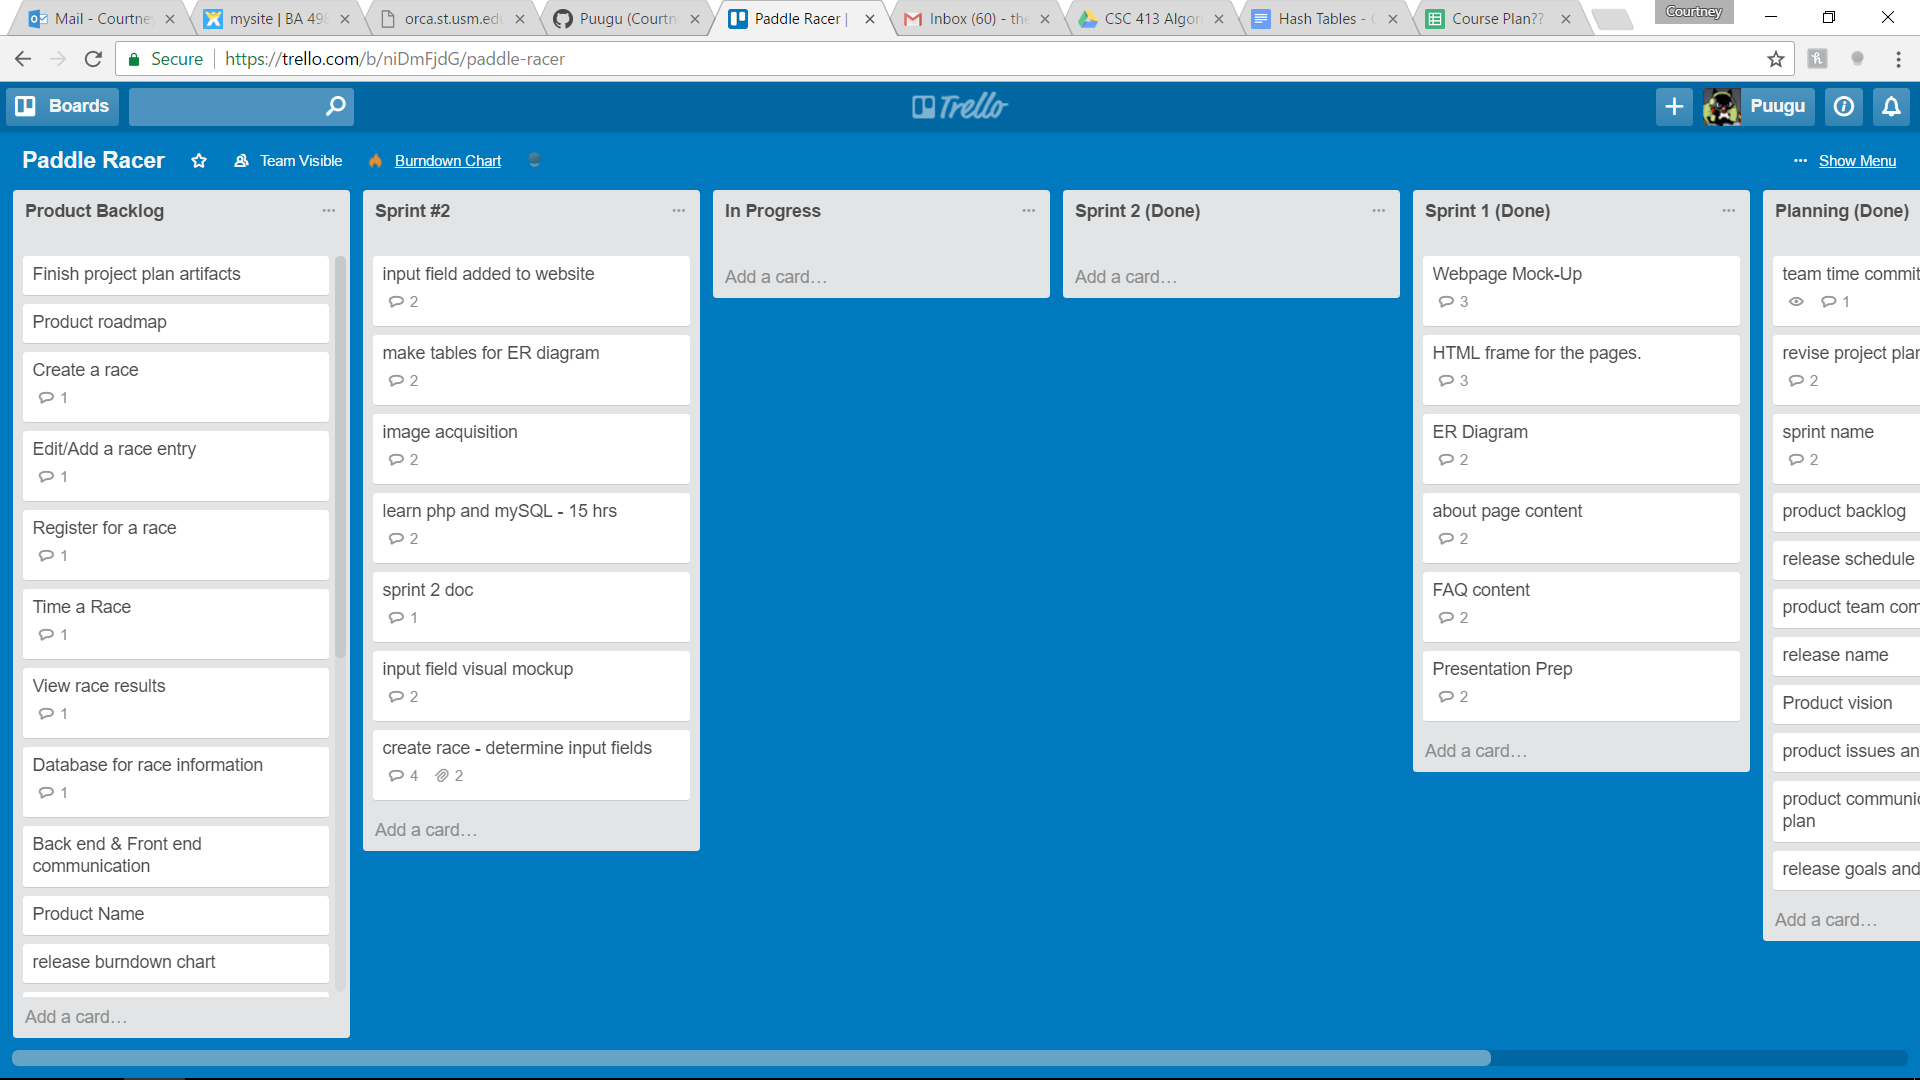 Mail - Courtne
mysite | BA 498
orca.st.usm.ed
Puugu (Courtn
Paddle Racer |
Inbox (60) - the
CSC 413 Algor
Hash Tables -
Course Plan??
Courtney
Secure
https://trello.com/b/niDmFjdG/paddle-racer
Boards
Trello
Puugu
Paddle Racer
Team Visible
Burndown Chart
Show Menu
Product Backlog
Finish project plan artifacts
Product roadmap
Create a race
1
Edit/Add a race entry
1
Register for a race
1
Time a Race
1
View race results
1
Database for race information
1
Back end & Front end
communication
Product Name
release burndown chart
Add a card…
Sprint #2
input field added to website
2
make tables for ER diagram
2
image acquisition
2
learn php and mySQL - 15 hrs
2
sprint 2 doc
1
input field visual mockup
2
create race - determine input fields
4 2
Add a card…
In Progress
Add a card…
Sprint 2 (Done)
Add a card…
Sprint 1 (Done)
Webpage Mock-Up
3
HTML frame for the pages.
3
ER Diagram
2
about page content
2
FAQ content
2
Presentation Prep
2
Add a card…
Planning (Done)
team time commit
1
revise project plan
2
sprint name
2
product backlog
release schedule
product team com
release name
Product vision
product issues an
product communic
plan
release goals and
Add a card…